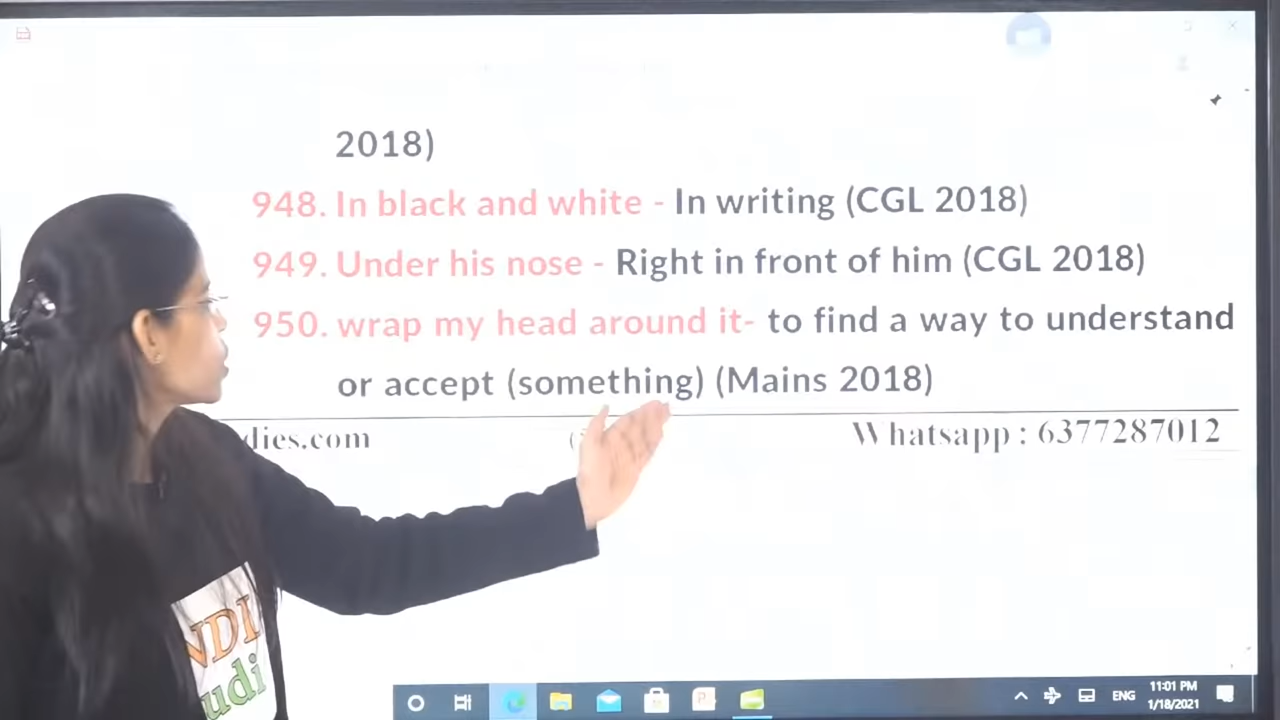 2018)
948. In black and white - In writing (CGL 2018)
949. Under his nose - Right in front of him (CGL 2018)
950. wrap my head around it- to find a way to understand
or accept (something) (Mains 2018)
dies.com
Whatsapp : 6377287012
NDI
udi
ENG
11:01 PM
1/18/2021